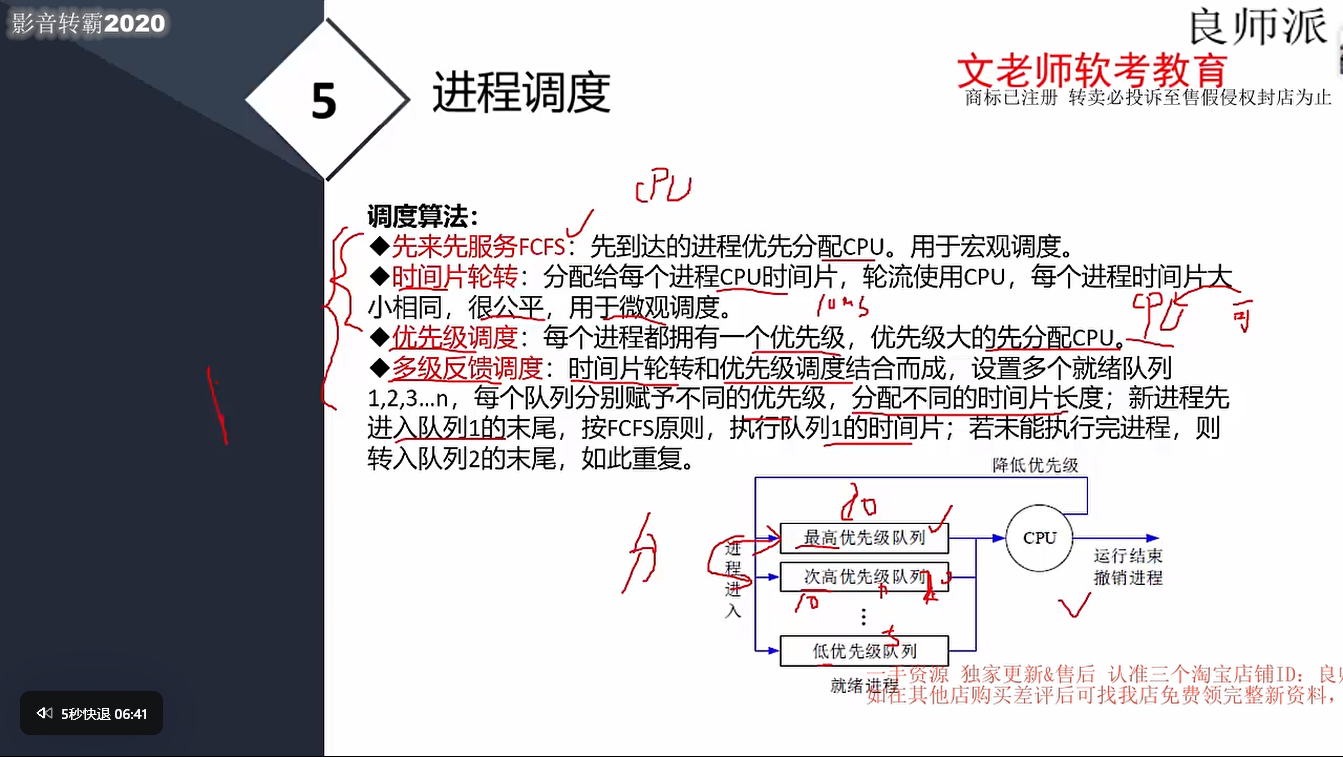 影音转霸2020
良师派
文老师软考教育
商标已注册 转卖必投诉至售假侵权封店为止
5
进程调度
CPU
调度算法：
◆先来先服务FCFS：先到达的进程优先分配CPU。用于宏观调度。
◆时间片轮转：分配给每个进程CPU时间片，轮流使用CPU，每个进程时间片大
小相同，很公平，用于微观调度。
10ms
CPU
可
◆优先级调度：每个进程都拥有一个优先级，优先级大的先分配CPU。
◆多级反馈调度：时间片轮转和优先级调度结合而成，设置多个就绪队列
1,2,3...n，每个队列分别赋予不同的优先级，分配不同的时间片长度；新进程先
进入队列1的末尾，按FCFS原则，执行队列1的时间片；若未能执行完进程，则
转入队列2的末尾，如此重复。
降低优先级
分
进程进入
最高优先级队列
CPU
运行结束
撤销进程
次高优先级队列
10
⋮
5
低优先级队列
就绪进程
一手资源 独家更新&售后 认准三个淘宝店铺ID：良
如在其他店购买差评后可找我店免费领完整新资料，
5秒快退 06:41